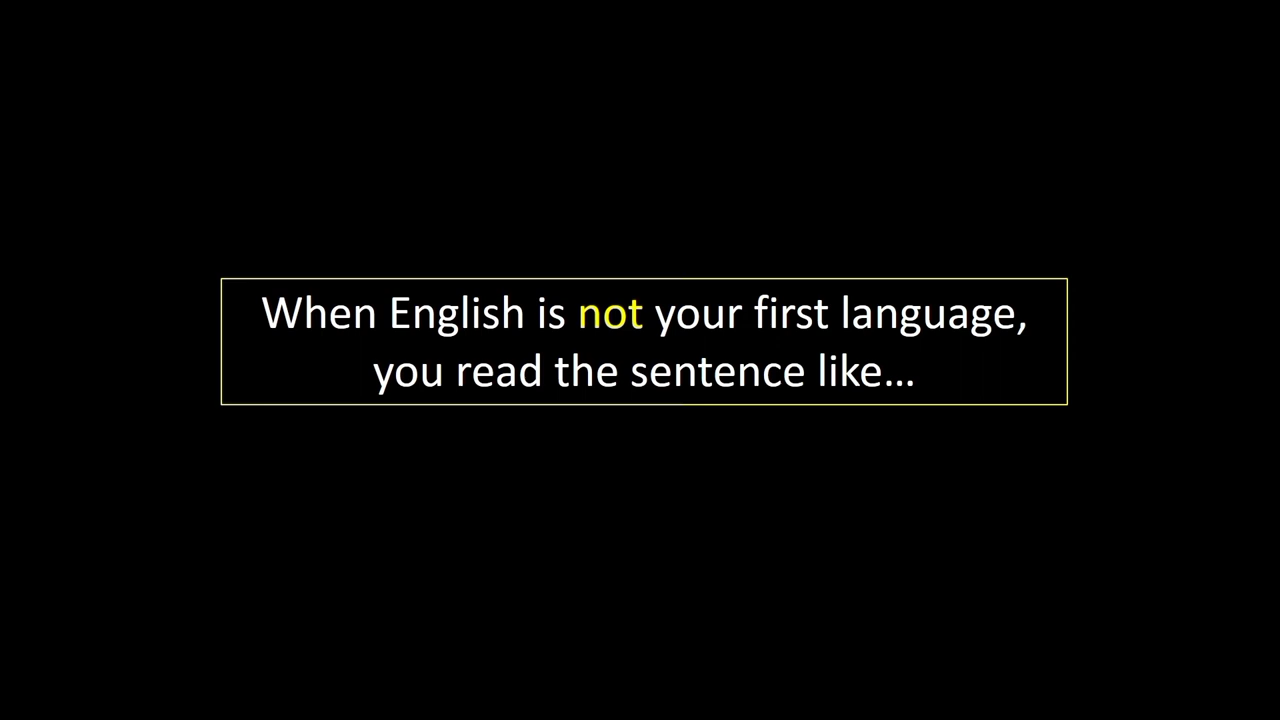 When English is not your first language,
you read the sentence like…